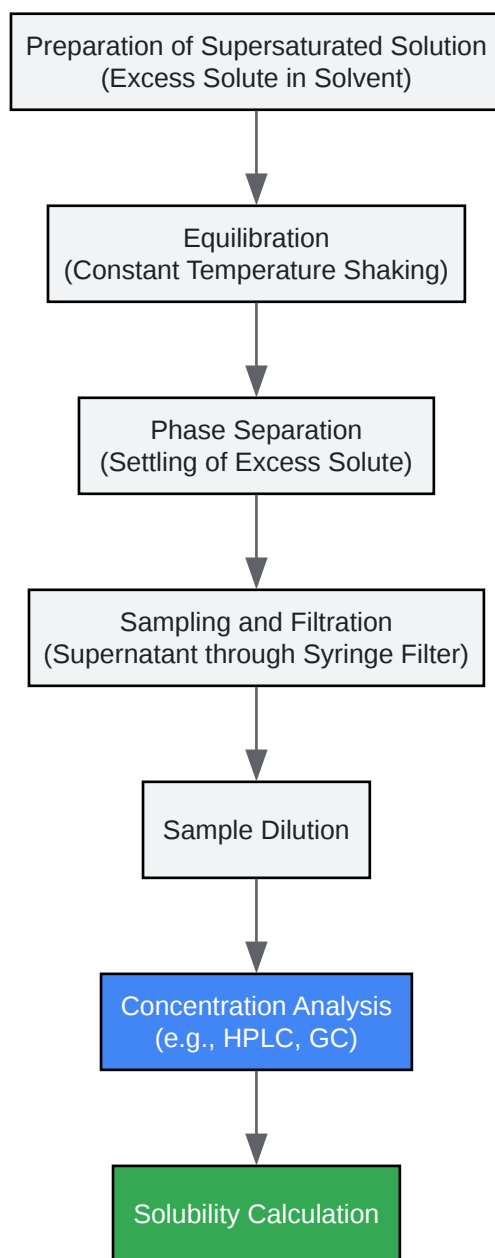 Preparation of Supersaturated Solution
(Excess Solute in Solvent)
Equilibration
(Constant Temperature Shaking)
Phase Separation
(Settling of Excess Solute)
Sampling and Filtration
(Supernatant through Syringe Filter)
Sample Dilution
Concentration Analysis
(e.g., HPLC, GC)
Solubility Calculation